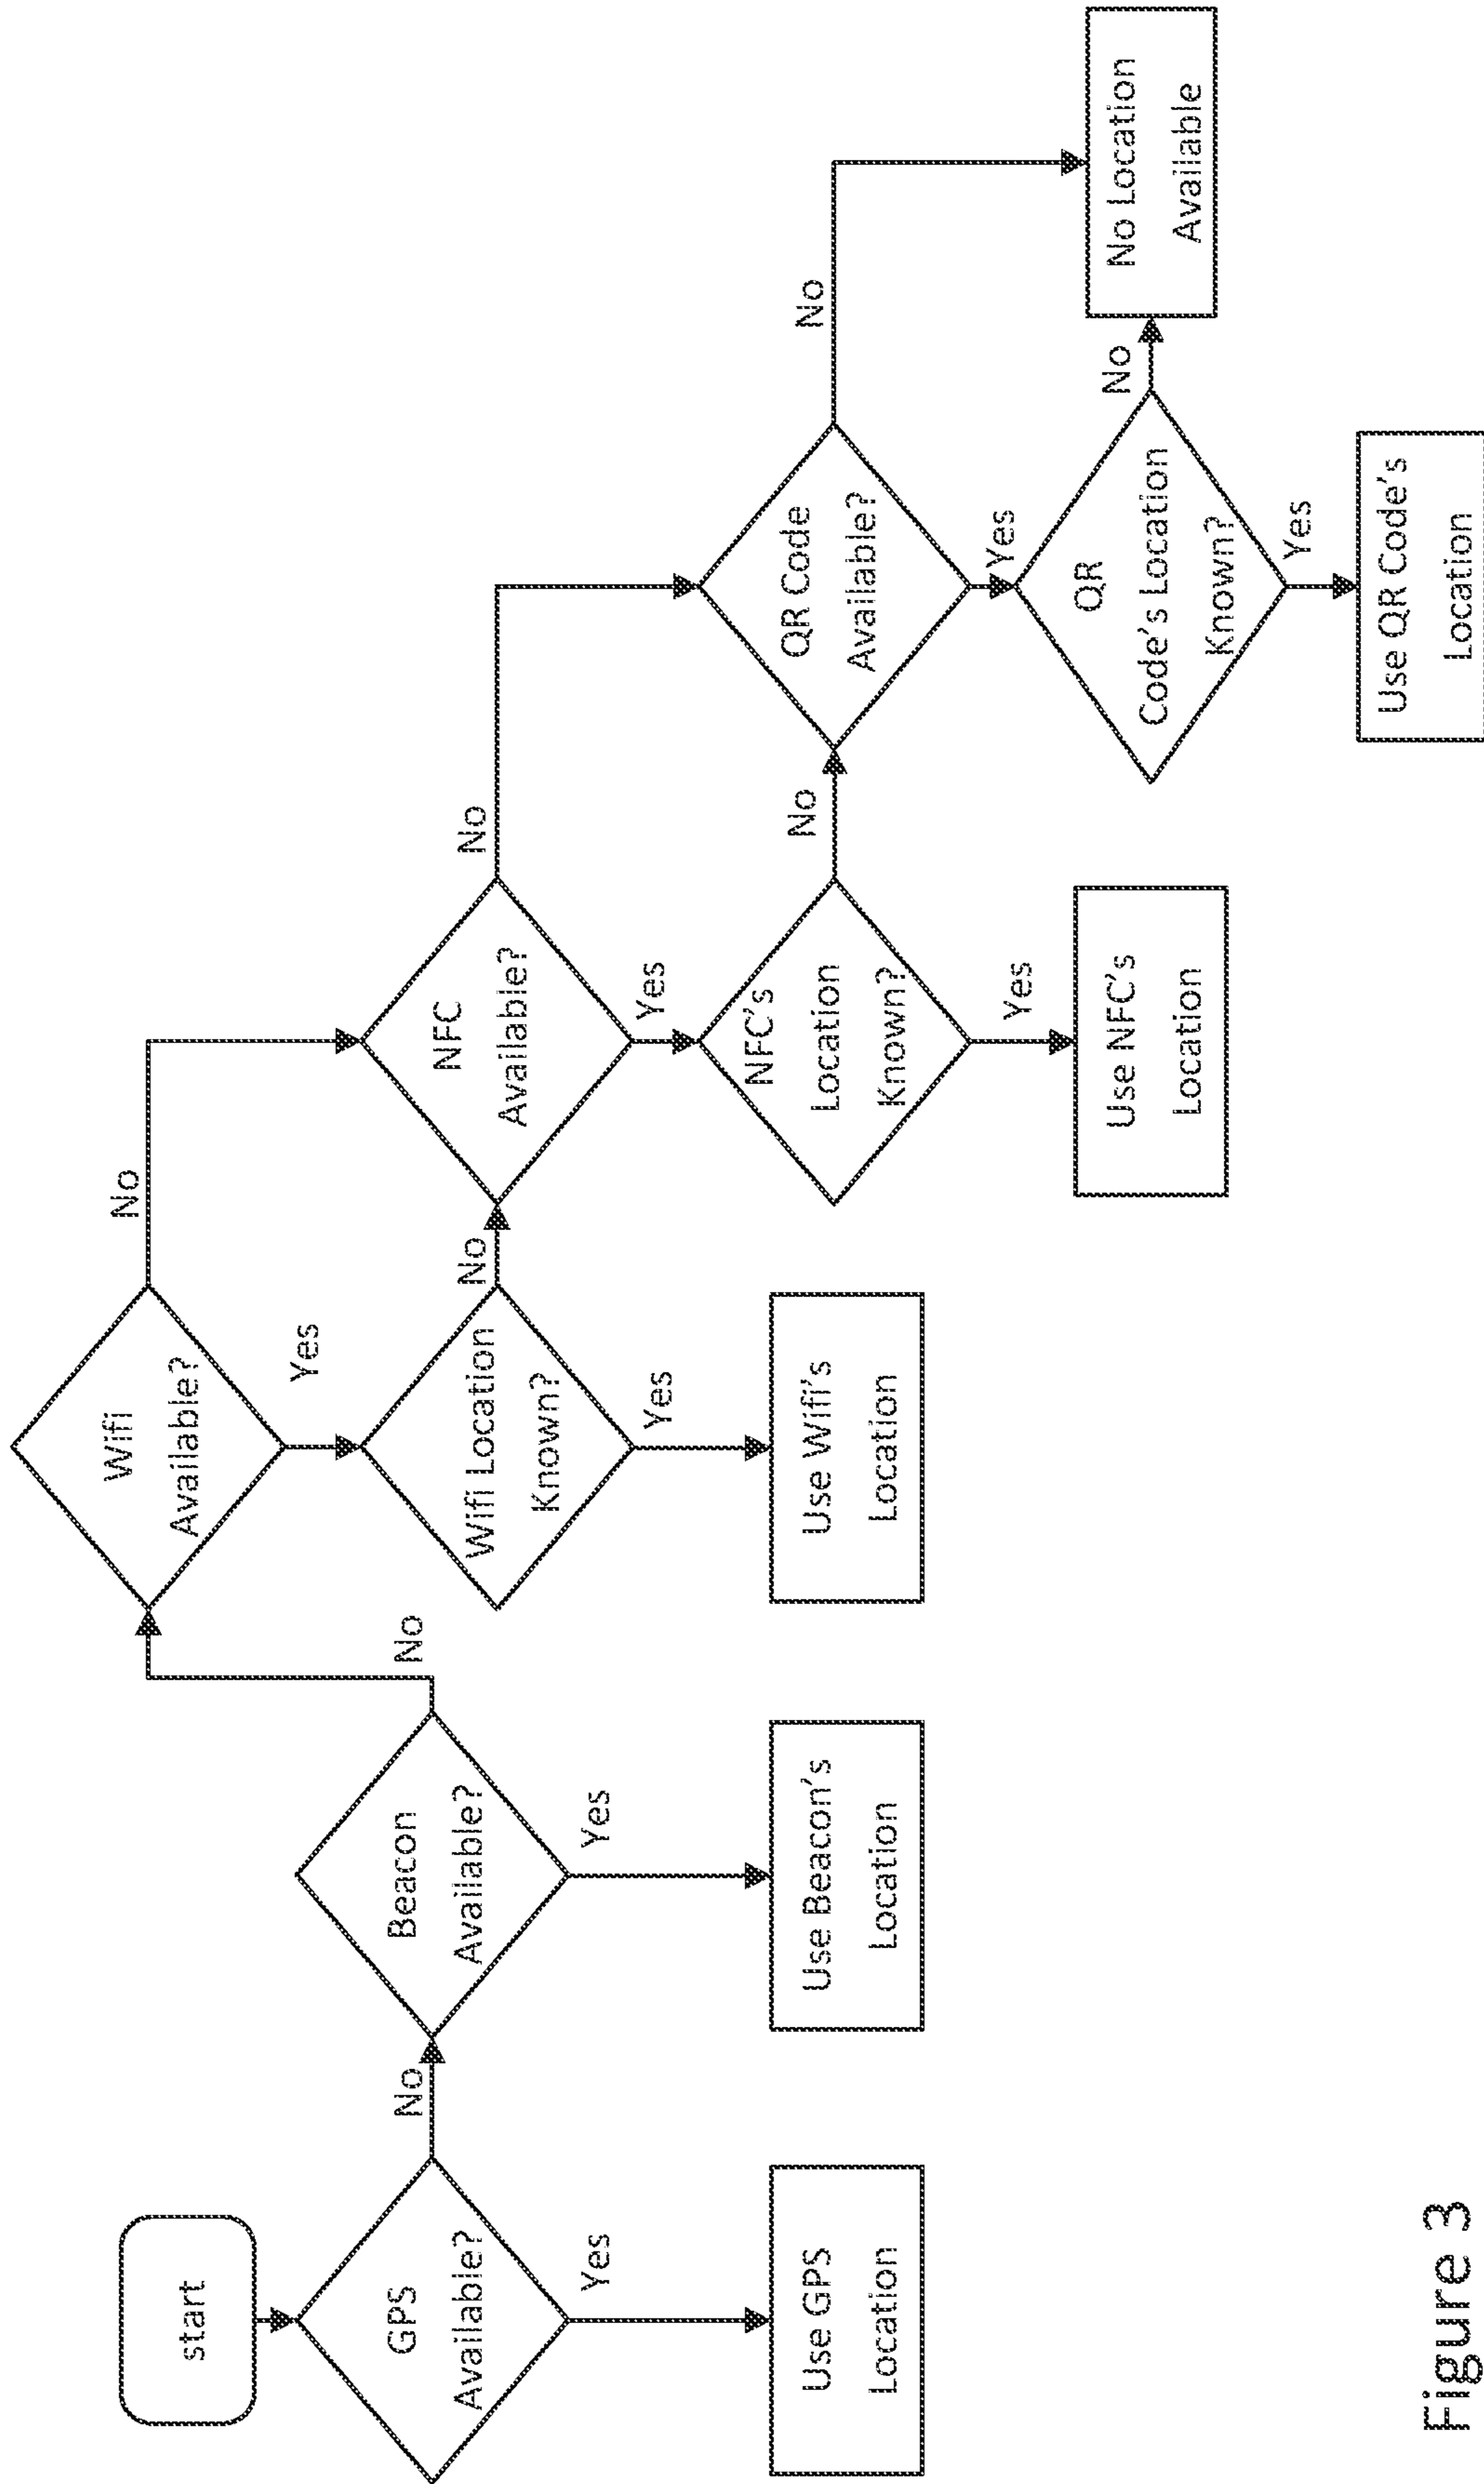 start
GPS
Available?
Yes
Use GPS
Location
No
Beacon
Available?
Yes
Use Beacon's
Location
No
Wifi
Available?
Yes
No
Wifi Location
Known?
Yes
Use Wifi's
Location
No
NFC
Available?
Yes
No
NFC's
Location
Known?
Yes
Use NFC's
Location
No
QR Code
Available?
Yes
No
QR
Code's Location
Known?
Yes
Use QR Code's
Location
No
No Location
Available
Figure 3